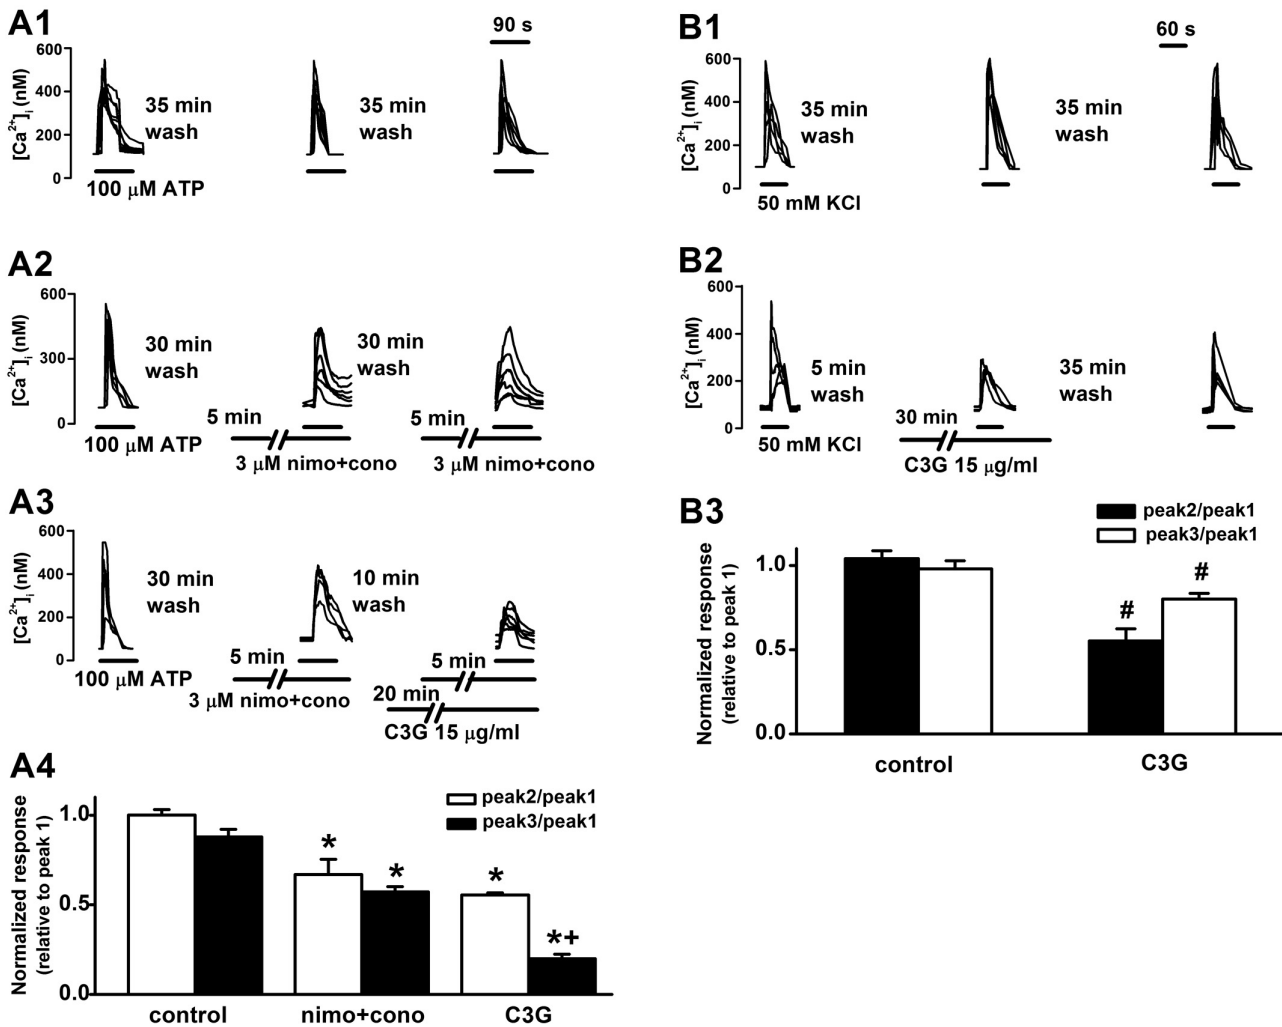 A1
90 s
600
400
200
0
[Ca2+]i (nM)
35 min
wash
35 min
wash
100 μM ATP
B1
60 s
600
400
200
0
[Ca2+]i (nM)
35 min
wash
35 min
wash
50 mM KCl
A2
600
300
0
[Ca2+]i (nM)
30 min
wash
30 min
wash
5 min
5 min
100 μM ATP
3 μM nimo+cono
3 μM nimo+cono
B2
600
400
200
0
[Ca2+]i (nM)
5 min
wash
35 min
wash
30 min
50 mM KCl
C3G 15 μg/ml
A3
600
400
200
0
[Ca2+]i (nM)
30 min
wash
10 min
wash
5 min
5 min
100 μM ATP
3 μM nimo+cono
20 min
C3G 15 μg/ml
B3
peak2/peak1
peak3/peak1
Normalized response
(relative to peak 1)
1.0
0.5
0.0
#
#
control
C3G
A4
peak2/peak1
peak3/peak1
Normalized response
(relative to peak 1)
1.0
0.5
0.0
*
*
*
*+
control
nimo+cono
C3G